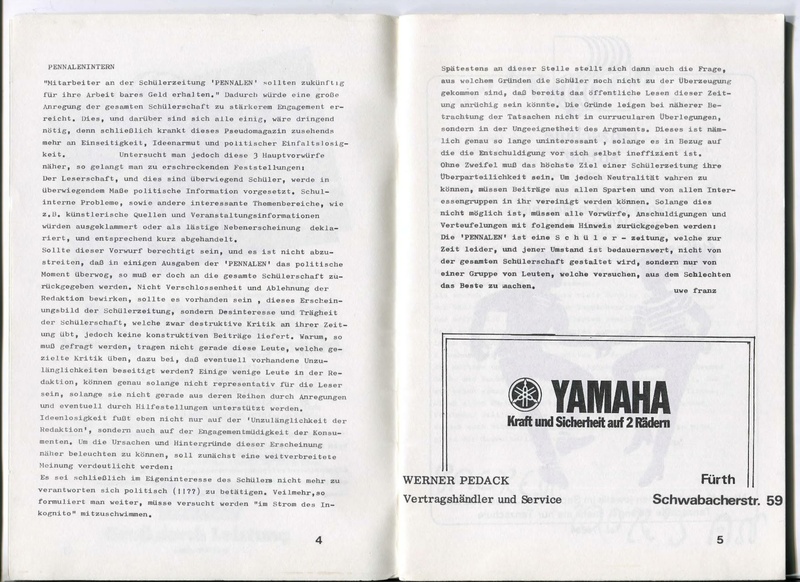 PENNALENINTERN
"Mitarbeiter an der Schülerzeitung 'PENNALEN' sollten zukünftig
für ihre Arbeit bares Geld erhalten." Dadurch würde eine große
Anregung der gesamten Schülerschaft zu stärkerem Engagement er-
reicht. Dies, und darüber sind sich alle einig, wäre dringend
nötig, denn schließlich krankt dieses Pseudomagazin zusehends
mehr an Einseitigkeit, Ideenarmut und politischer Einfaltslosig-
keit. Untersucht man jedoch diese 3 Hauptvorwürfe
näher, so gelangt man zu erschreckenden Feststellungen:
Der Leserschaft, und dies sind überwiegend Schüler, werde in
überwiegendem Maße politische Information vorgesetzt. Schul-
interne Probleme, sowie andere interessante Themenbereiche, wie
z.B. künstlerische Quellen und Veranstaltungsinformationen
würden ausgeklammert oder als lästige Nebenerscheinung dekla-
riert, und entsprechend kurz abgehandelt.
Sollte dieser Vorwurf berechtigt sein, und es ist nicht abzu-
streiten, daß in einigen Ausgaben der 'PENNALEN' das politische
Moment überwog, so muß er doch an die gesamte Schülerschaft zu-
rückgegeben werden. Nicht Verschlossenheit und Ablehnung der
Redaktion bewirken, sollte es vorhanden sein , dieses Erschein-
ungsbild der Schülerzeitung, sondern Desinteresse und Trägheit
der Schülerschaft, welche zwar destruktive Kritik an ihrer Zeit-
ung übt, jedoch keine konstruktiven Beiträge liefert. Warum, so
muß gefragt werden, tragen nicht gerade diese Leute, welche ge-
zielte Kritik üben, dazu bei, daß eventuell vorhandene Unzu-
länglichkeiten beseitigt werden? Einige wenige Leute in der Re-
daktion, können genau solange nicht representativ für die Leser
sein, solange sie nicht gerade aus deren Reihen durch Anregungen
und eventuell durch Hilfestellungen unterstützt werden.
Ideenlosigkeit fußt eben nicht nur auf der 'Unzulänglichkeit der
Redaktion', sondern auch auf der Engagementmüdigkeit der Konsu-
menten. Um die Ursachen und Hintergründe dieser Erscheinung
näher beleuchten zu können, soll zunächst eine weitverbreitete
Meinung verdeutlicht werden:
Es sei schließlich im Eigeninteresse des Schülers nicht mehr zu
verantworten sich politisch (!!??) zu betätigen. Veilmehr,so
formuliert man weiter, müsse versucht werden "im Strom des In-
kognito" mitzuschwimmen.
4
Spätestens an dieser Stelle stellt sich dann auch die Frage,
aus welchem Gründen die Schüler noch nicht zu der Überzeugung
gekommen sind, daß bereits das öffentliche Lesen dieser Zeit-
ung anrüchig sein könnte. Die Gründe leigen bei näherer Be-
trachtung der Tatsachen nicht in curricularen Überlegungen,
sondern in der Ungeeignetheit des Arguments. Dieses ist näm-
lich genau so lange uninteressant , solange es in Bezug auf
die die Entschuldigung vor sich selbst ineffizient ist.
Ohne Zweifel muß das höchste Ziel einer Schülerzeitung ihre
Überparteilichkeit sein. Um jedoch Neutralität wahren zu
können, müssen Beiträge aus allen Sparten und von allen Inter-
essengruppen in ihr vereinigt werden können. Solange dies
nicht möglich ist, müssen alle Vorwürfe, Anschuldigungen und
Verteufelungen mit folgendem Hinweis zurückgegeben werden:
Die 'PENNALEN' ist eine S c h ü l e r - zeitung, welche zur
Zeit leider, und jener Umstand ist bedauernswert, nicht von
der gesamten Schülerschaft gestaltet wird, sondern nur von
einer Gruppe von Leuten, welche versuchen, aus dem Schlechten
das Beste zu machen.
uwe franz
YAMAHA
Kraft und Sicherheit auf 2 Rädern
WERNER PEDACK Fürth
Vertragshändler und Service Schwabacherstr. 59
5